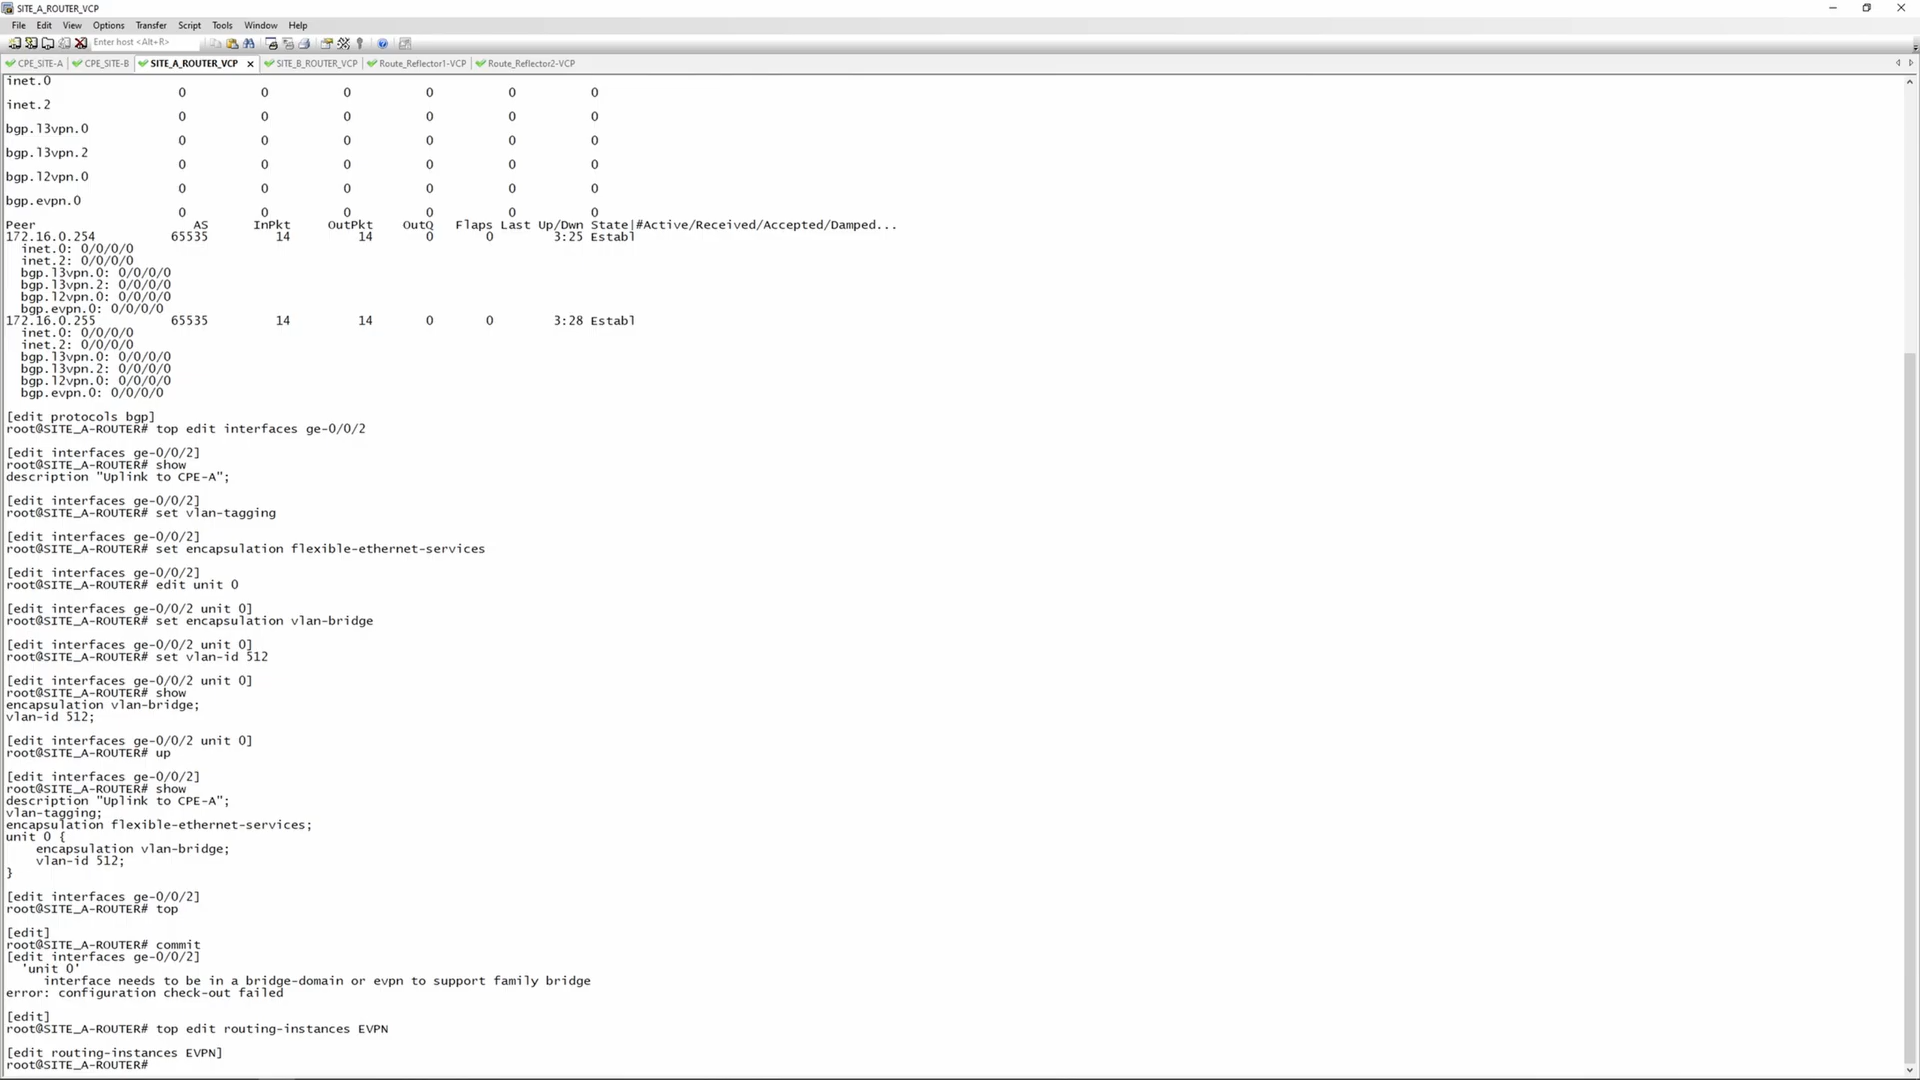 SITE_A_ROUTER_VCP
File Edit View Options Transfer Script Tools Window Help
Enter host <Alt+R>
CPE_SITE-A CPE_SITE-B SITE_A_ROUTER_VCP × SITE_B_ROUTER_VCP Route_Reflector1-VCP Route_Reflector2-VCP
inet.0
0 0 0 0 0 0
inet.2
0 0 0 0 0 0
bgp.l3vpn.0
0 0 0 0 0 0
bgp.l3vpn.2
0 0 0 0 0 0
bgp.l2vpn.0
0 0 0 0 0 0
bgp.evpn.0
0 0 0 0 0 0
Peer AS InPkt OutPkt OutQ Flaps Last Up/Dwn State|#Active/Received/Accepted/Damped...
172.16.0.254 65535 14 14 0 0 3:25 Establ
inet.0: 0/0/0/0
inet.2: 0/0/0/0
bgp.l3vpn.0: 0/0/0/0
bgp.l3vpn.2: 0/0/0/0
bgp.l2vpn.0: 0/0/0/0
bgp.evpn.0: 0/0/0/0
172.16.0.255 65535 14 14 0 0 3:28 Establ
inet.0: 0/0/0/0
inet.2: 0/0/0/0
bgp.l3vpn.0: 0/0/0/0
bgp.l3vpn.2: 0/0/0/0
bgp.l2vpn.0: 0/0/0/0
bgp.evpn.0: 0/0/0/0
[edit protocols bgp]
root@SITE_A-ROUTER# top edit interfaces ge-0/0/2
[edit interfaces ge-0/0/2]
root@SITE_A-ROUTER# show
description "Uplink to CPE-A";
[edit interfaces ge-0/0/2]
root@SITE_A-ROUTER# set vlan-tagging
[edit interfaces ge-0/0/2]
root@SITE_A-ROUTER# set encapsulation flexible-ethernet-services
[edit interfaces ge-0/0/2]
root@SITE_A-ROUTER# edit unit 0
[edit interfaces ge-0/0/2 unit 0]
root@SITE_A-ROUTER# set encapsulation vlan-bridge
[edit interfaces ge-0/0/2 unit 0]
root@SITE_A-ROUTER# set vlan-id 512
[edit interfaces ge-0/0/2 unit 0]
root@SITE_A-ROUTER# show
encapsulation vlan-bridge;
vlan-id 512;
[edit interfaces ge-0/0/2 unit 0]
root@SITE_A-ROUTER# up
[edit interfaces ge-0/0/2]
root@SITE_A-ROUTER# show
description "Uplink to CPE-A";
vlan-tagging;
encapsulation flexible-ethernet-services;
unit 0 {
encapsulation vlan-bridge;
vlan-id 512;
}
[edit interfaces ge-0/0/2]
root@SITE_A-ROUTER# top
[edit]
root@SITE_A-ROUTER# commit
[edit interfaces ge-0/0/2]
'unit 0'
interface needs to be in a bridge-domain or evpn to support family bridge
error: configuration check-out failed
[edit]
root@SITE_A-ROUTER# top edit routing-instances EVPN
[edit routing-instances EVPN]
root@SITE_A-ROUTER#